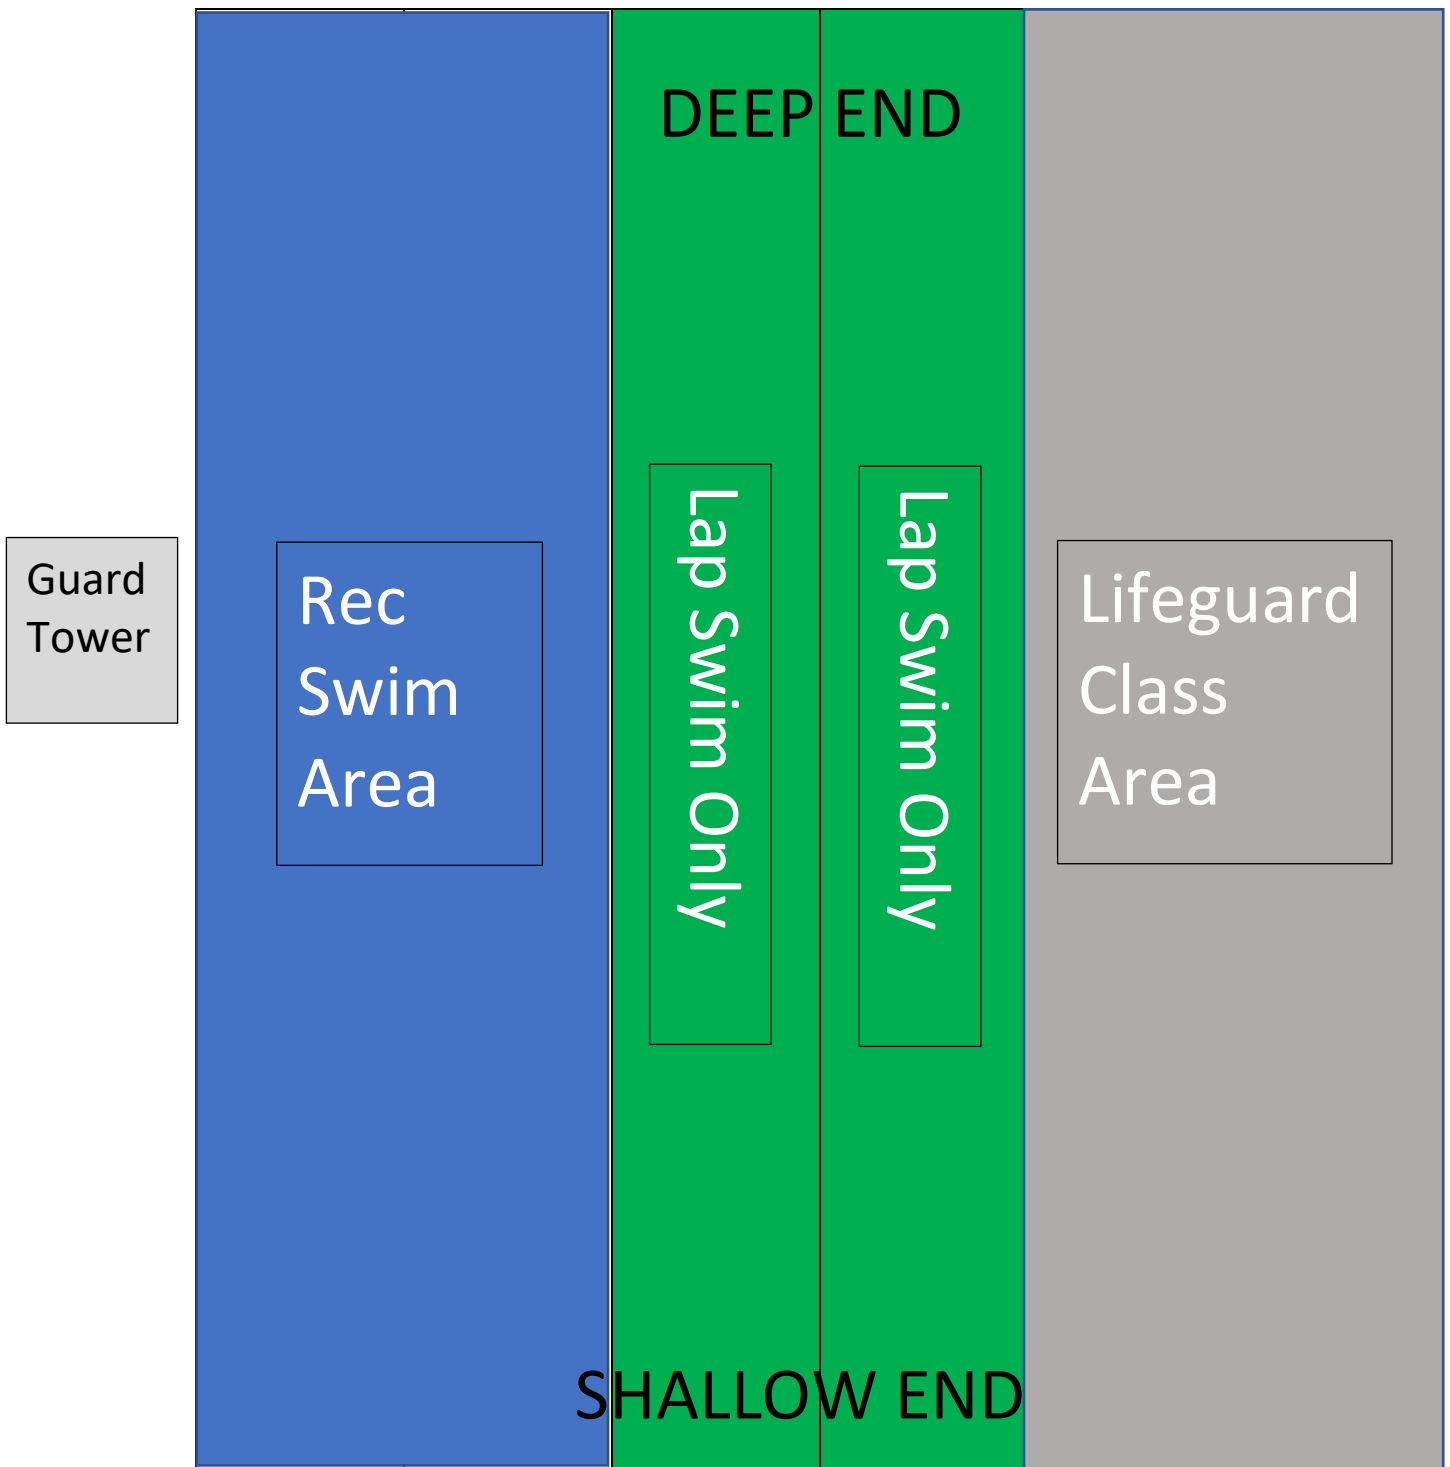 DEEP END
Guard
Tower
Rec
Swim
Area
Lap Swim Only
Lap Swim Only
Lifeguard
Class
Area
SHALLOW END